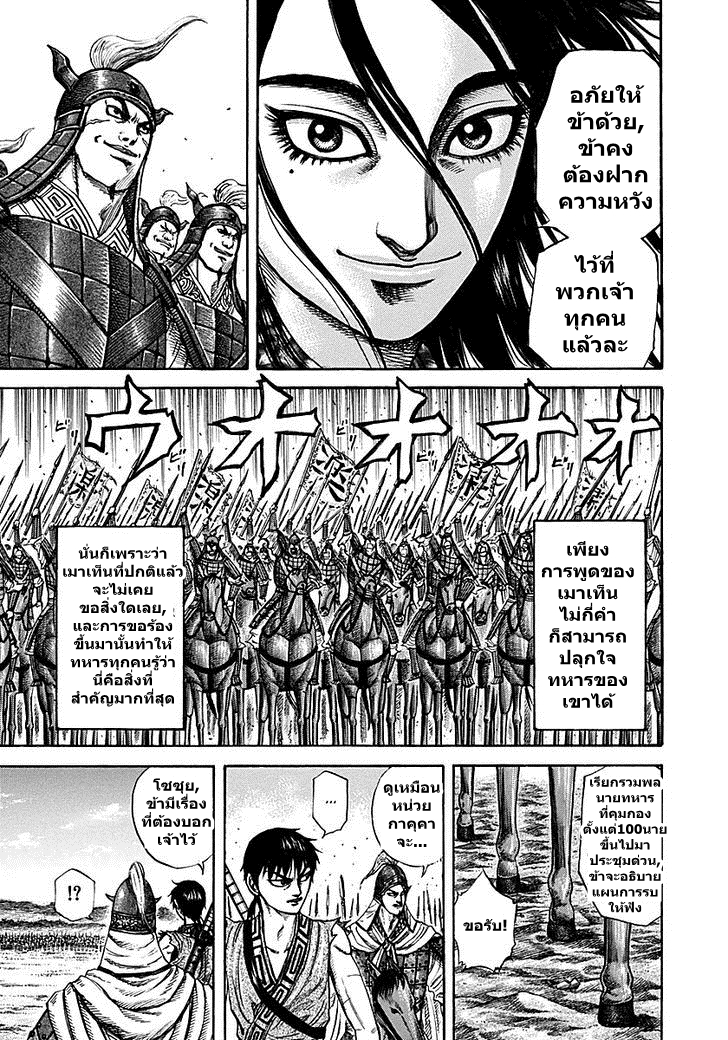 อภัยให้
ข้าด้วย,
ข้าคง
ต้องฝาก
ความหวัง
ไว้ที่
พวกเจ้า
ทุกคน
แล้วละ
ウオオオオ
ビリ
ビリ
ビリ
เพียง
การพูดของ
เมาเท็น
ไม่กี่คำ
ก็สามารถ
ปลุกใจ
ทหารของ
เขาได้
นั่นก็เพราะว่า
เมาเท็นที่ปกติแล้ว
จะไม่เคย
ขอสิ่งใดเลย,
และการขอร้อง
ขึ้นมานั้นทำให้
ทหารทุกคนรู้ว่า
นี่คือสิ่งที่
สำคัญมากที่สุด
เรียกรวมพล
นายทหาร
ที่คุมกอง
ตั้งแต่100นาย
ขึ้นไปมา
ประชุมด่วน,
ข้าจะอธิบาย
แผนการรบ
ให้ฟัง
ขอรับ!
ดูเหมือน
หน่วย
กาคุคา
จะ...
...
โชซุย,
ข้ามีเรื่อง
ที่ต้องบอก
เจ้าไว้
!?